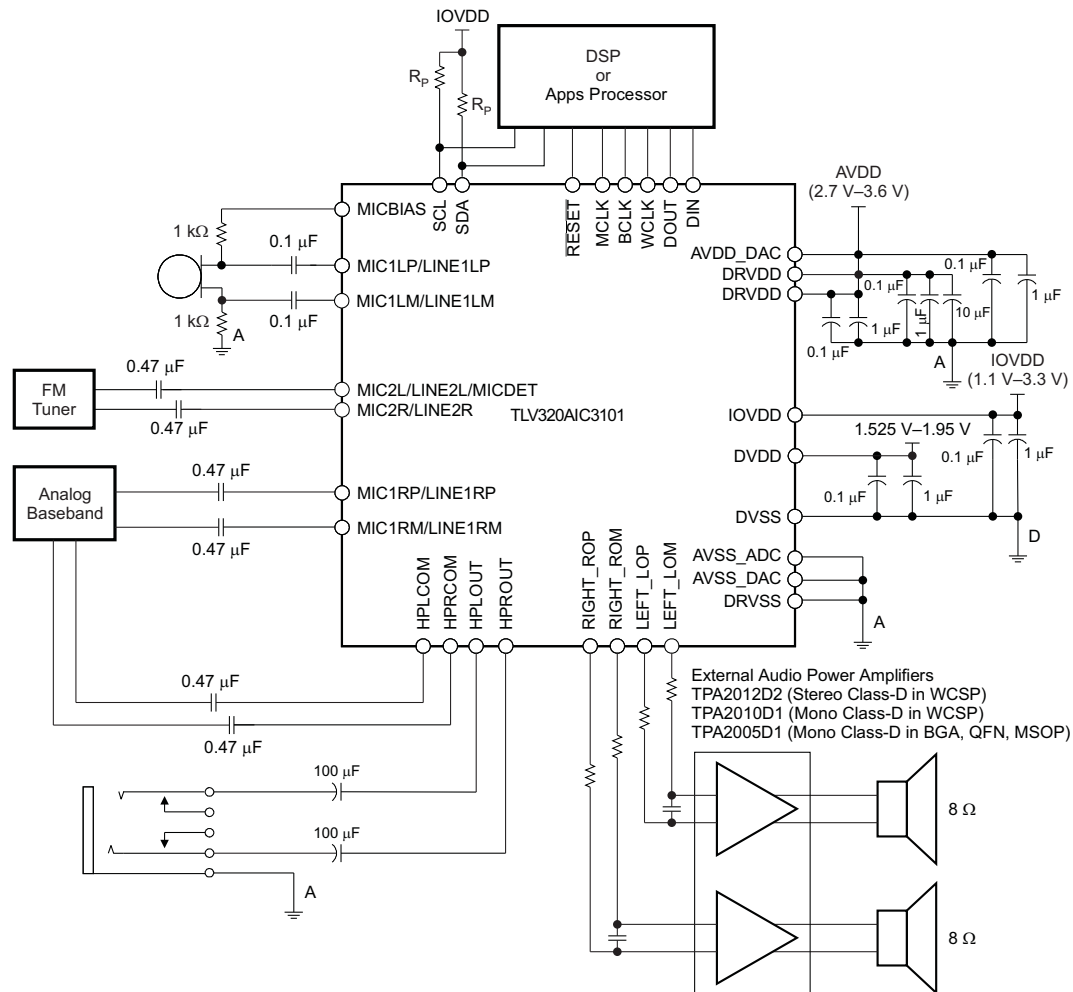 IOVDD
DSP
or
Apps Processor
RP
RP
SCL
SDA
RESET
MCLK
BCLK
WCLK
DOUT
DIN
AVDD
(2.7 V–3.6 V)
MICBIAS
1 kΩ
0.1 μF
MIC1LP/LINE1LP
MIC1LM/LINE1LM
1 kΩ
A
0.1 μF
AVDD_DAC
DRVDD
DRVDD
0.1 μF
0.1 μF
1 μF
0.1 μF
1 μF
1 μF
10 μF
A
IOVDD
(1.1 V–3.3 V)
FM
Tuner
0.47 μF
0.47 μF
MIC2L/LINE2L/MICDET
MIC2R/LINE2R
TLV320AIC3101
IOVDD
1.525 V–1.95 V
DVDD
0.1 μF
1 μF
0.1 μF
1 μF
DVSS
D
Analog
Baseband
0.47 μF
0.47 μF
MIC1RP/LINE1RP
MIC1RM/LINE1RM
AVSS_ADC
AVSS_DAC
DRVSS
A
HPLCOM
HPRCOM
HPLOUT
HPROUT
RIGHT_ROP
RIGHT_ROM
LEFT_LOP
LEFT_LOM
0.47 μF
0.47 μF
External Audio Power Amplifiers
TPA2012D2 (Stereo Class-D in WCSP)
TPA2010D1 (Mono Class-D in WCSP)
TPA2005D1 (Mono Class-D in BGA, QFN, MSOP)
100 μF
100 μF
A
8 Ω
8 Ω